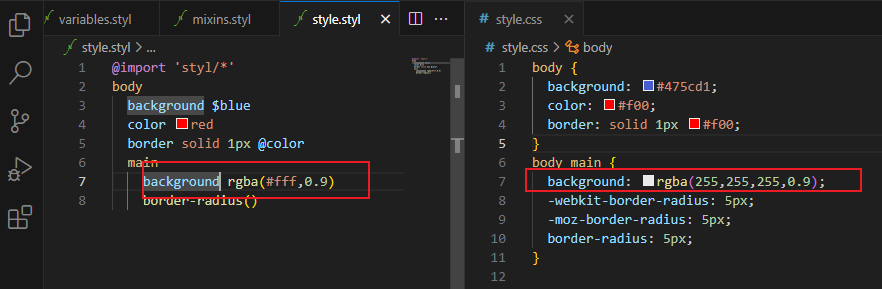 variables.styl
mixins.styl
style.styl
style.styl > ...
1 @import 'styl/*'
2 body
3 background $blue
4 color red
5 border solid 1px @color
6 main
7 background rgba(#fff,0.9)
8 border-radius()
style.css
style.css > body
1 body {
2 background: #475cd1;
3 color: #f00;
4 border: solid 1px #f00;
5 }
6 body main {
7 background: rgba(255,255,255,0.9);
8 -webkit-border-radius: 5px;
9 -moz-border-radius: 5px;
10 border-radius: 5px;
11 }
12